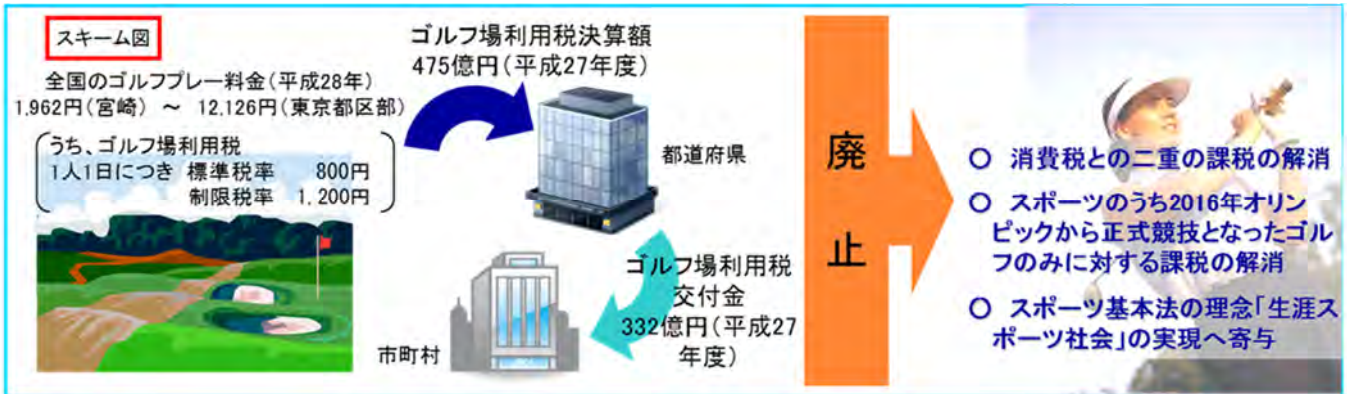 スキーム図
全国のゴルフプレー料金(平成28年)
1,962円(宮崎) ～ 12,126円(東京都区部)
うち、ゴルフ場利用税
1人1日につき 標準税率 800円
制限税率 1,200円
ゴルフ場利用税決算額
475億円(平成27年度)
都道府県
ゴルフ場利用税
交付金
332億円(平成27
年度)
市町村
廃
止
○ 消費税との二重の課税の解消
○ スポーツのうち2016年オリン
ピックから正式競技となったゴル
フのみに対する課税の解消
○ スポーツ基本法の理念「生涯ス
ポーツ社会」の実現へ寄与